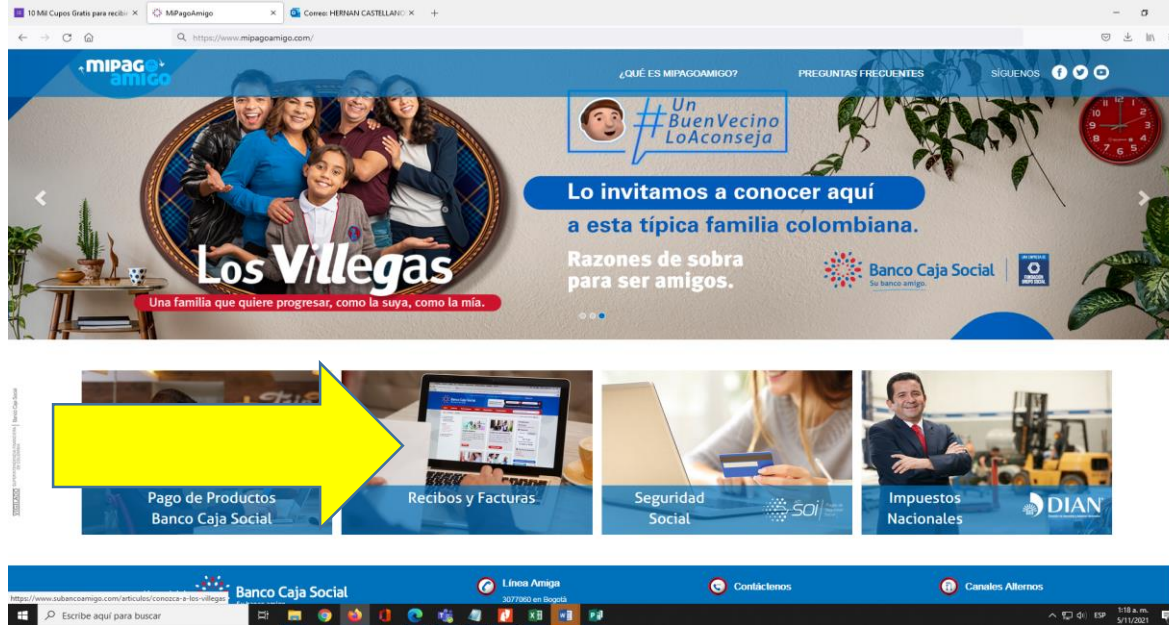 10 Mil Cupos Gratis para recibi
MiPagoAmigo
Correo: HERNAN CASTELLANO
https://www.mipagoamigo.com/
mipago
amigo
¿QUÉ ES MIPAGOAMIGO?
PREGUNTAS FRECUENTES
SÍGUENOS
#Un
BuenVecino
LoAconseja
Lo invitamos a conocer aquí
a esta típica familia colombiana.
Razones de sobra
para ser amigos.
Banco Caja Social
Su banco amigo.
Los Villegas
Una familia que quiere progresar, como la suya, como la mía.
Pago de Productos
Banco Caja Social
Recibos y Facturas
Seguridad
Social
SOI
Impuestos
Nacionales
DIAN
VIGILADO
Banco Caja Social
Línea Amiga
3077060 en Bogotá
Contáctenos
Canales Alternos
https://www.subancoamigo.com/articulos/conozca-a-los-villegas
Escribe aquí para buscar
ESP
1:18 a. m.
5/11/2021